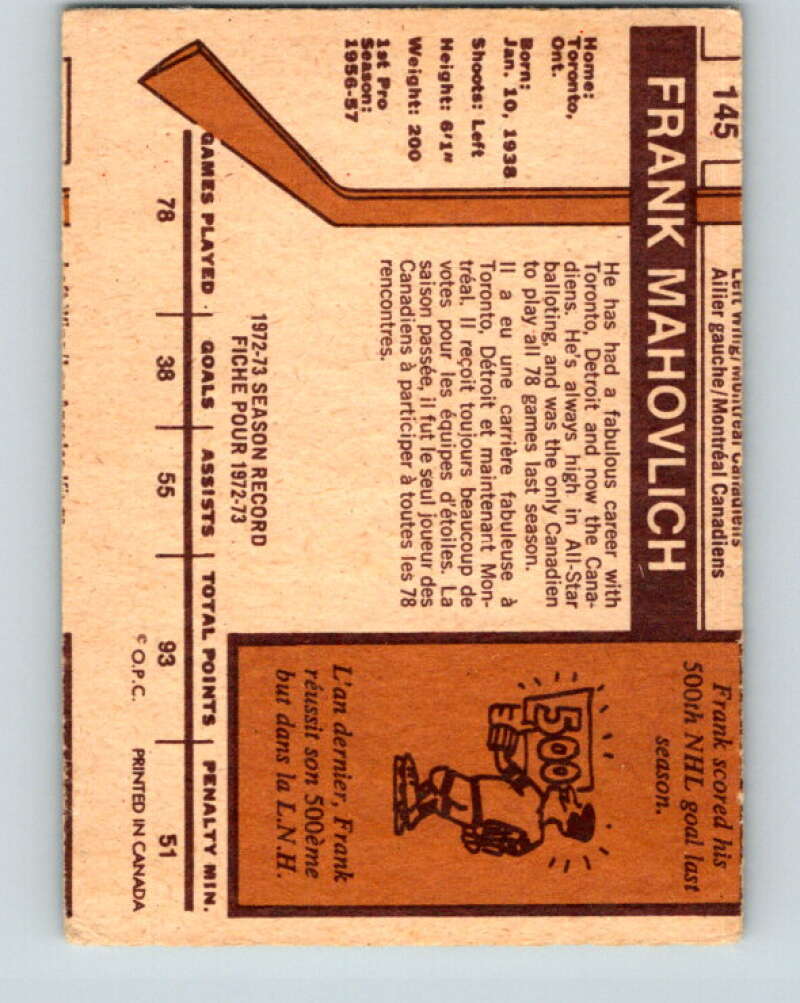 145
Left Wing/Montreal Canadiens
Ailier gauche/Montréal Canadiens
FRANK MAHOVLICH
Home:
Toronto,
Ont.
Born:
Jan. 10, 1938
Shoots: Left
Height: 6'1"
Weight: 200
1st Pro
Season:
1956-57
He has had a fabulous career with
Toronto, Detroit and now the Cana-
diens. He's always high in All-Star
balloting, and was the only Canadien
to play all 78 games last season.
Il a eu une carrière fabuleuse à
Toronto, Détroit et maintenant Mon-
tréal. Il reçoit toujours beaucoup de
votes pour les équipes d'étoiles. La
saison passée, il fut le seul joueur des
Canadiens à participer à toutes les 78
rencontres.
Frank scored his
500th NHL goal last
season.
500
L'an dernier, Frank
réussit son 500ème
but dans la L.N.H.
1972-73 SEASON RECORD
FICHE POUR 1972-73
GAMES PLAYED GOALS ASSISTS TOTAL POINTS PENALTY MIN.
78 38 55 93 51
© O.P.C. PRINTED IN CANADA